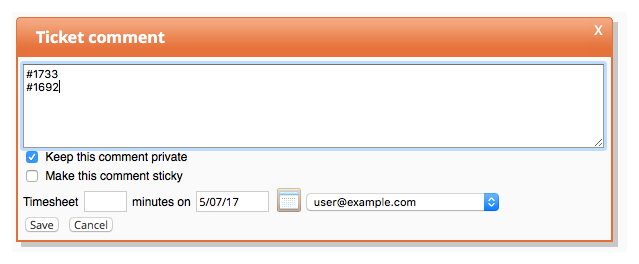 Ticket comment X
#1733
#1692
Keep this comment private
Make this comment sticky
Timesheet minutes on 5/07/17 user@example.com
Save Cancel